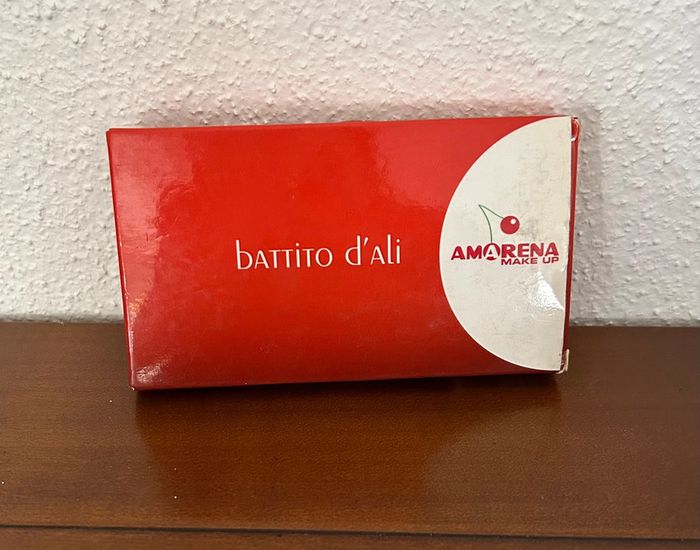 bATTiTO d'Ali
AMARENA
MAKE UP